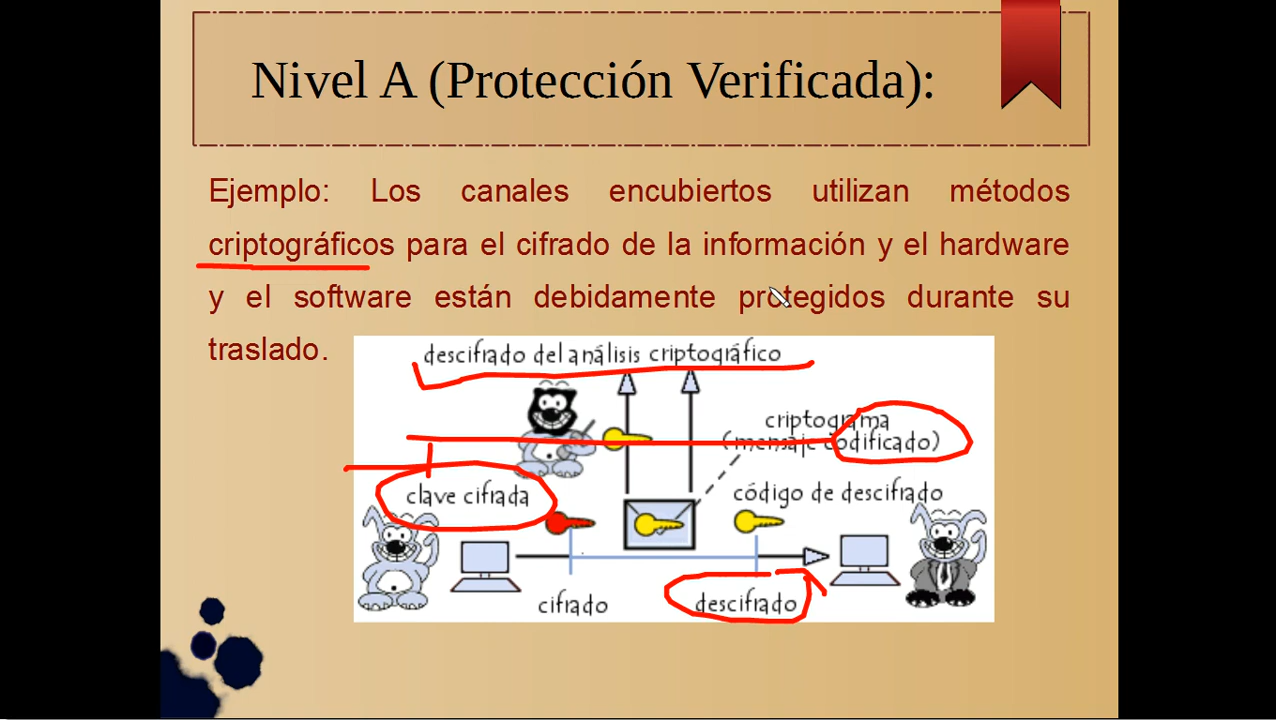 Nivel A (Protección Verificada):
Ejemplo: Los canales encubiertos utilizan métodos
criptográficos para el cifrado de la información y el hardware
y el software están debidamente protegidos durante su
traslado.
descifrado del análisis criptográfico
criptograma
(mensaje codificado)
clave cifrada
código de descifrado
cifrado
descifrado